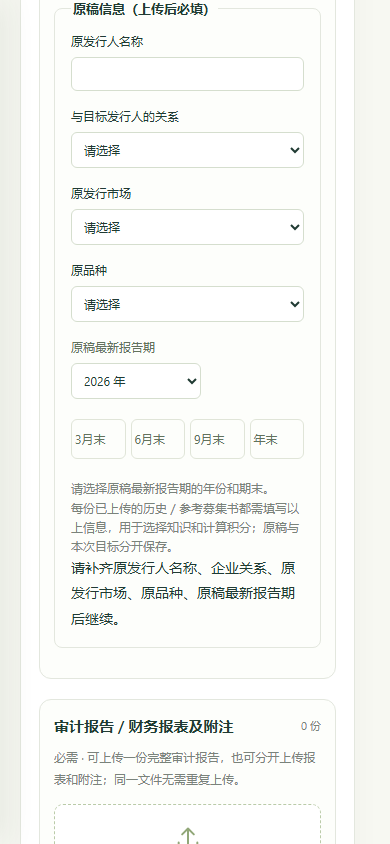 原稿信息（上传后必填）
原发行人名称
与目标发行人的关系
请选择
原发行市场
请选择
原品种
请选择
原稿最新报告期
2026 年
3月末 6月末 9月末 年末
请选择原稿最新报告期的年份和期末。
每份已上传的历史 / 参考募集书都需填写以
上信息，用于选择知识和计算积分；原稿与
本次目标分开保存。
请补齐原发行人名称、企业关系、原
发行市场、原品种、原稿最新报告期
后继续。
审计报告 / 财务报表及附注 0 份
必需 · 可上传一份完整审计报告，也可分开上传报
表和附注；同一文件无需重复上传。